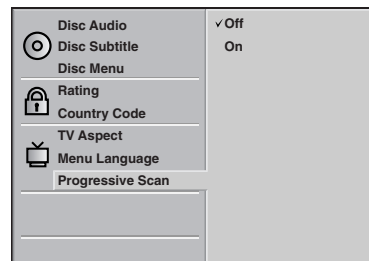 Disc Audio
Disc Subtitle
Disc Menu
Rating
Country Code
TV Aspect
Menu Language
Progressive Scan
✓ Off
On